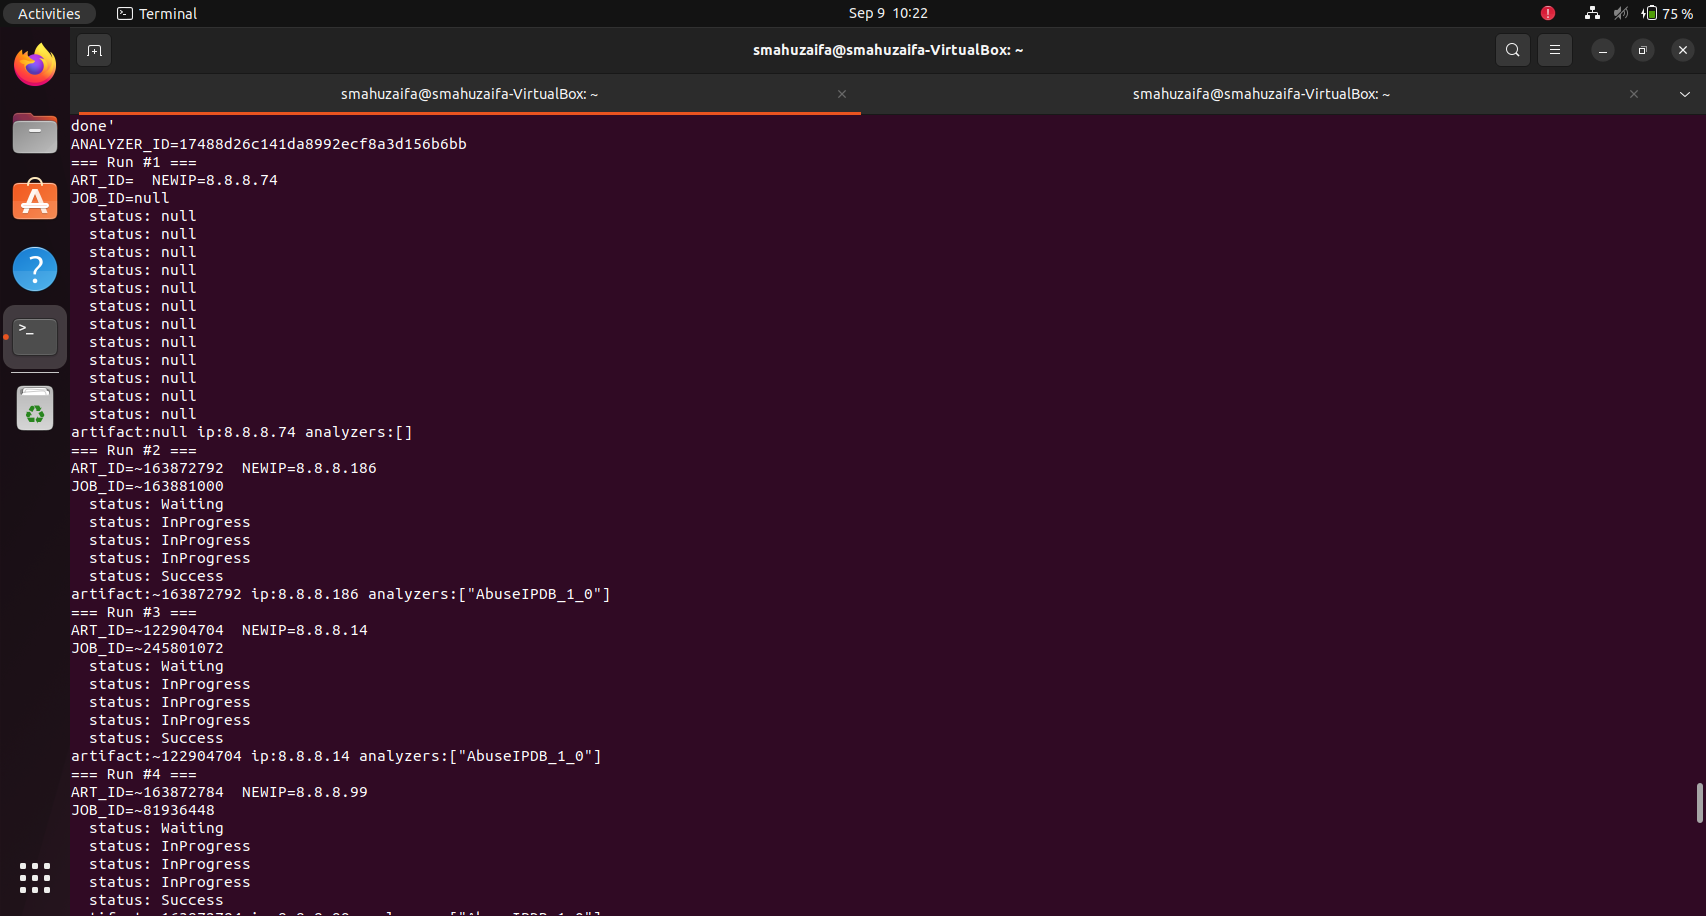 Activities
Terminal
Sep 9 10:22
75 %
smahuzaifa@smahuzaifa-VirtualBox: ~
smahuzaifa@smahuzaifa-VirtualBox: ~
smahuzaifa@smahuzaifa-VirtualBox: ~
done'
ANALYZER_ID=17488d26c141da8992ecf8a3d156b6bb
=== Run #1 ===
ART_ID=  NEWIP=8.8.8.74
JOB_ID=null
  status: null
  status: null
  status: null
  status: null
  status: null
  status: null
  status: null
  status: null
  status: null
  status: null
  status: null
  status: null
artifact:null ip:8.8.8.74 analyzers:[]
=== Run #2 ===
ART_ID=~163872792  NEWIP=8.8.8.186
JOB_ID=~163881000
  status: Waiting
  status: InProgress
  status: InProgress
  status: InProgress
  status: Success
artifact:~163872792 ip:8.8.8.186 analyzers:["AbuseIPDB_1_0"]
=== Run #3 ===
ART_ID=~122904704  NEWIP=8.8.8.14
JOB_ID=~245801072
  status: Waiting
  status: InProgress
  status: InProgress
  status: InProgress
  status: Success
artifact:~122904704 ip:8.8.8.14 analyzers:["AbuseIPDB_1_0"]
=== Run #4 ===
ART_ID=~163872784  NEWIP=8.8.8.99
JOB_ID=~81936448
  status: Waiting
  status: InProgress
  status: InProgress
  status: InProgress
  status: Success